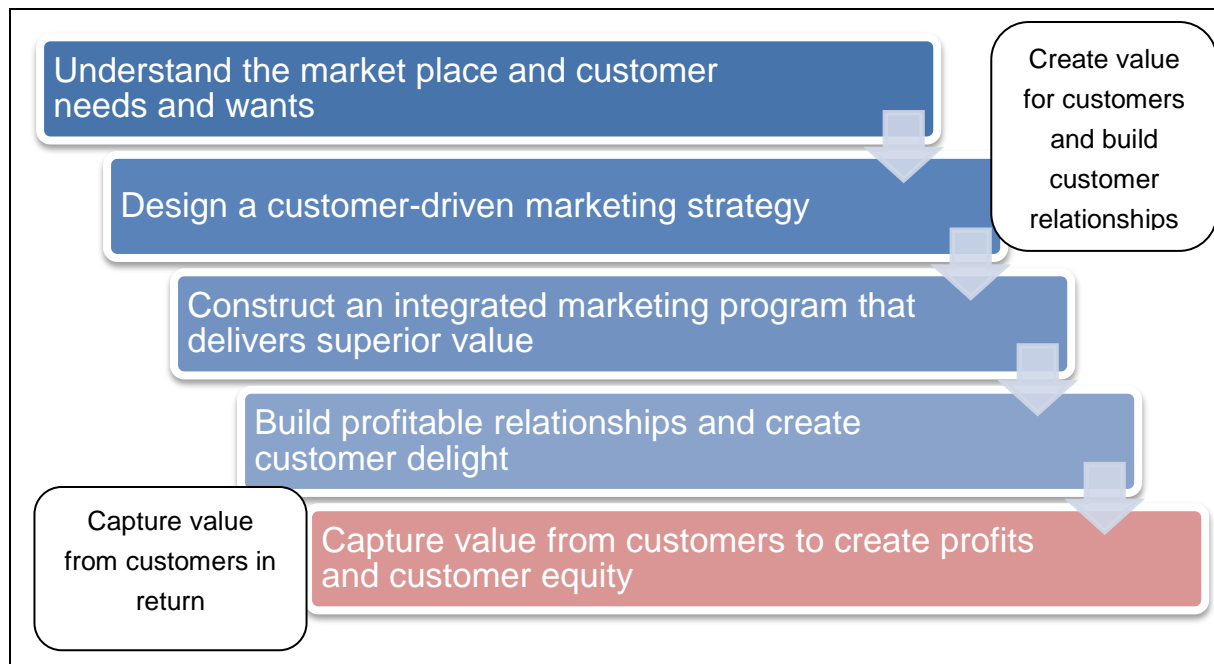 Understand the market place and customer
needs and wants
Create value
for customers
and build
customer
relationships
Design a customer-driven marketing strategy
Construct an integrated marketing program that
delivers superior value
Build profitable relationships and create
customer delight
Capture value
from customers in
return
Capture value from customers to create profits
and customer equity